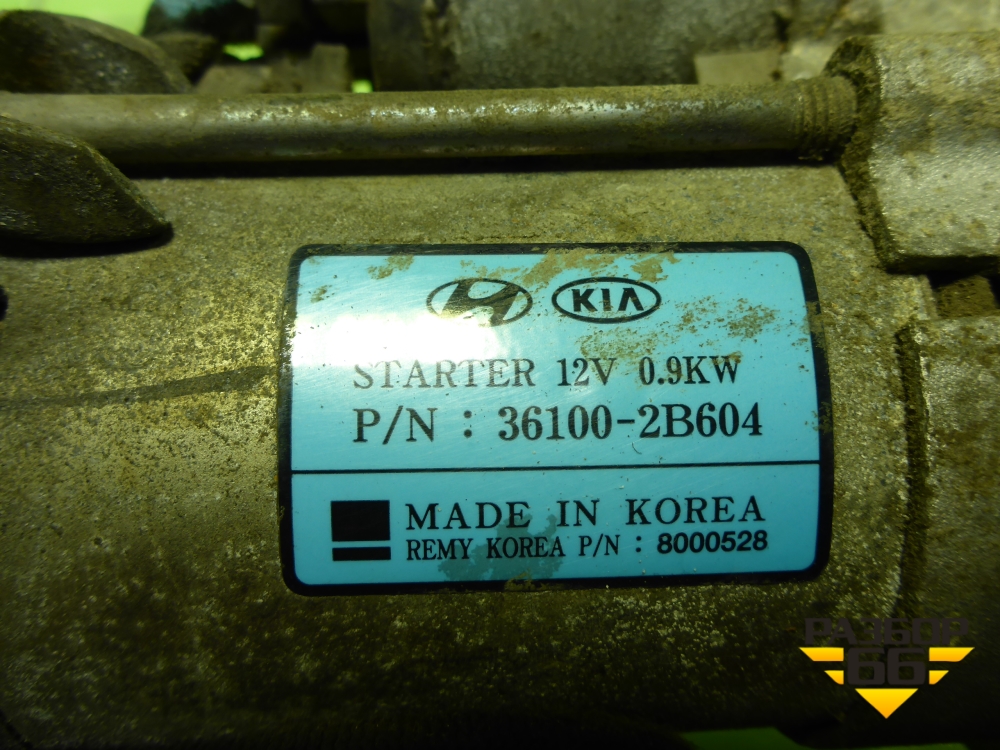 KIA
STARTER 12V 0.9KW
P/N : 36100-2B604
MADE IN KOREA
REMY KOREA P/N : 8000528
РАЗБОР
66